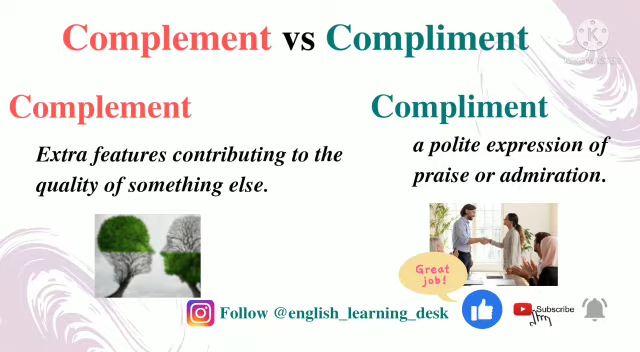 Complement vs Compliment
Complement
Extra features contributing to the
quality of something else.
Compliment
a polite expression of
praise or admiration.
Great
job!
Follow @english_learning_desk
Subscribe